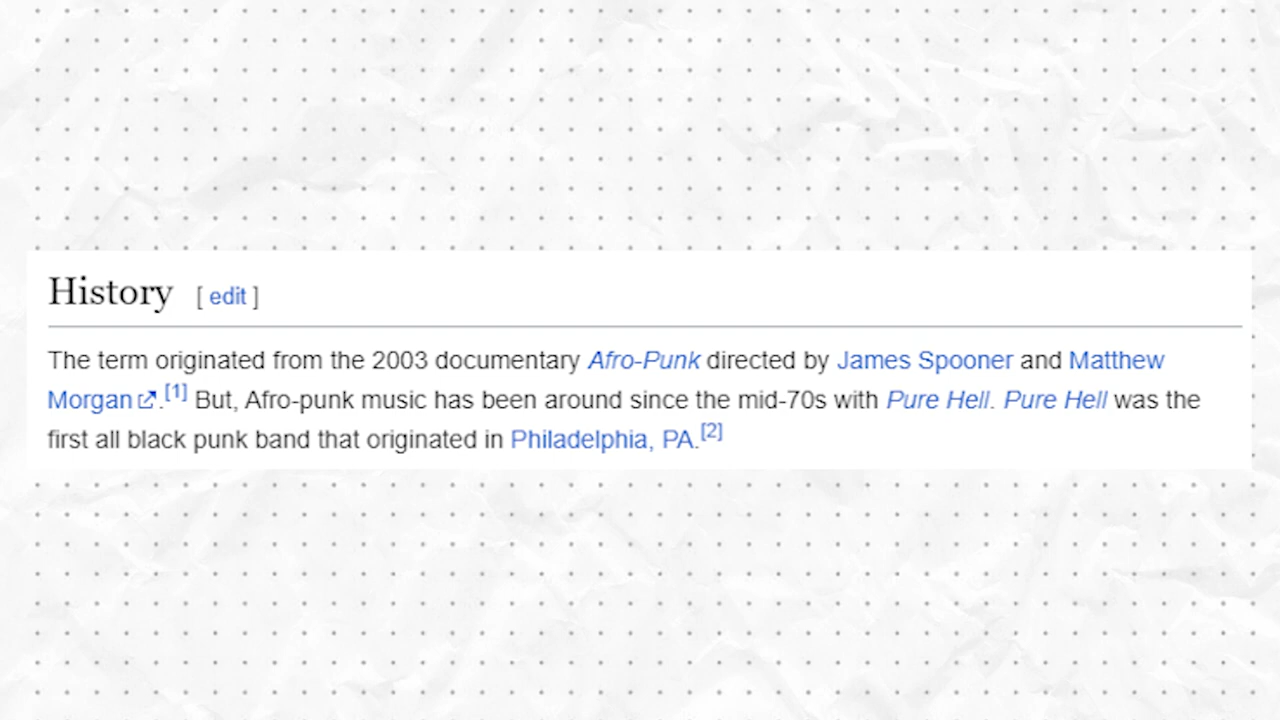 History [ edit ]
The term originated from the 2003 documentary Afro-Punk directed by James Spooner and Matthew
Morgan.[1] But, Afro-punk music has been around since the mid-70s with Pure Hell. Pure Hell was the
first all black punk band that originated in Philadelphia, PA.[2]